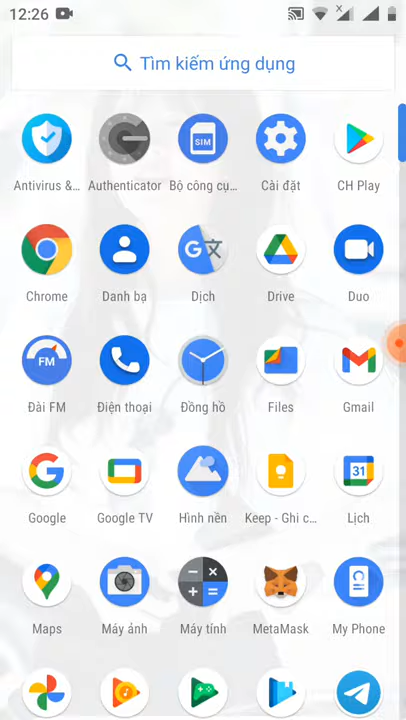 12:26
Tìm kiếm ứng dụng
SIM
Antivirus &...
Authenticator
Bộ công cụ...
Cài đặt
CH Play
G文
Chrome
Danh bạ
Dịch
Drive
Duo
FM
Đài FM
Điện thoại
Đồng hồ
Files
Gmail
31
Google
Google TV
Hình nền
Keep - Ghi c...
Lịch
Maps
Máy ảnh
Máy tính
MetaMask
My Phone